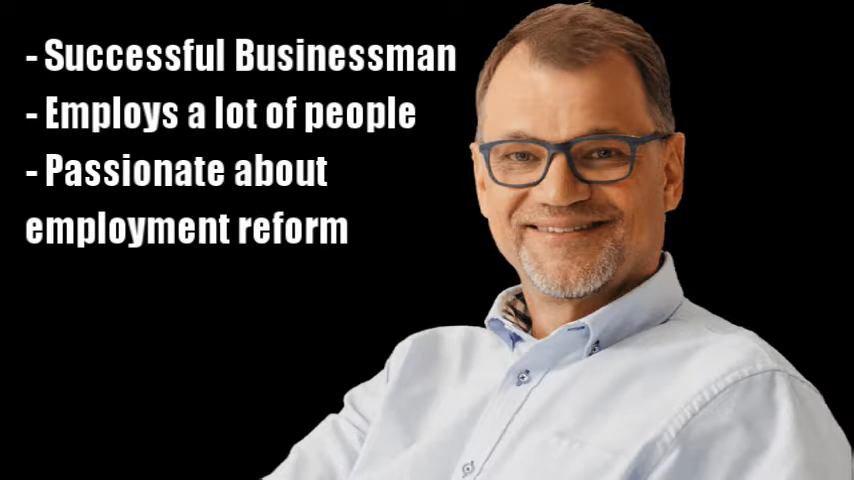 - Successful Businessman
- Employs a lot of people
- Passionate about
employment reform